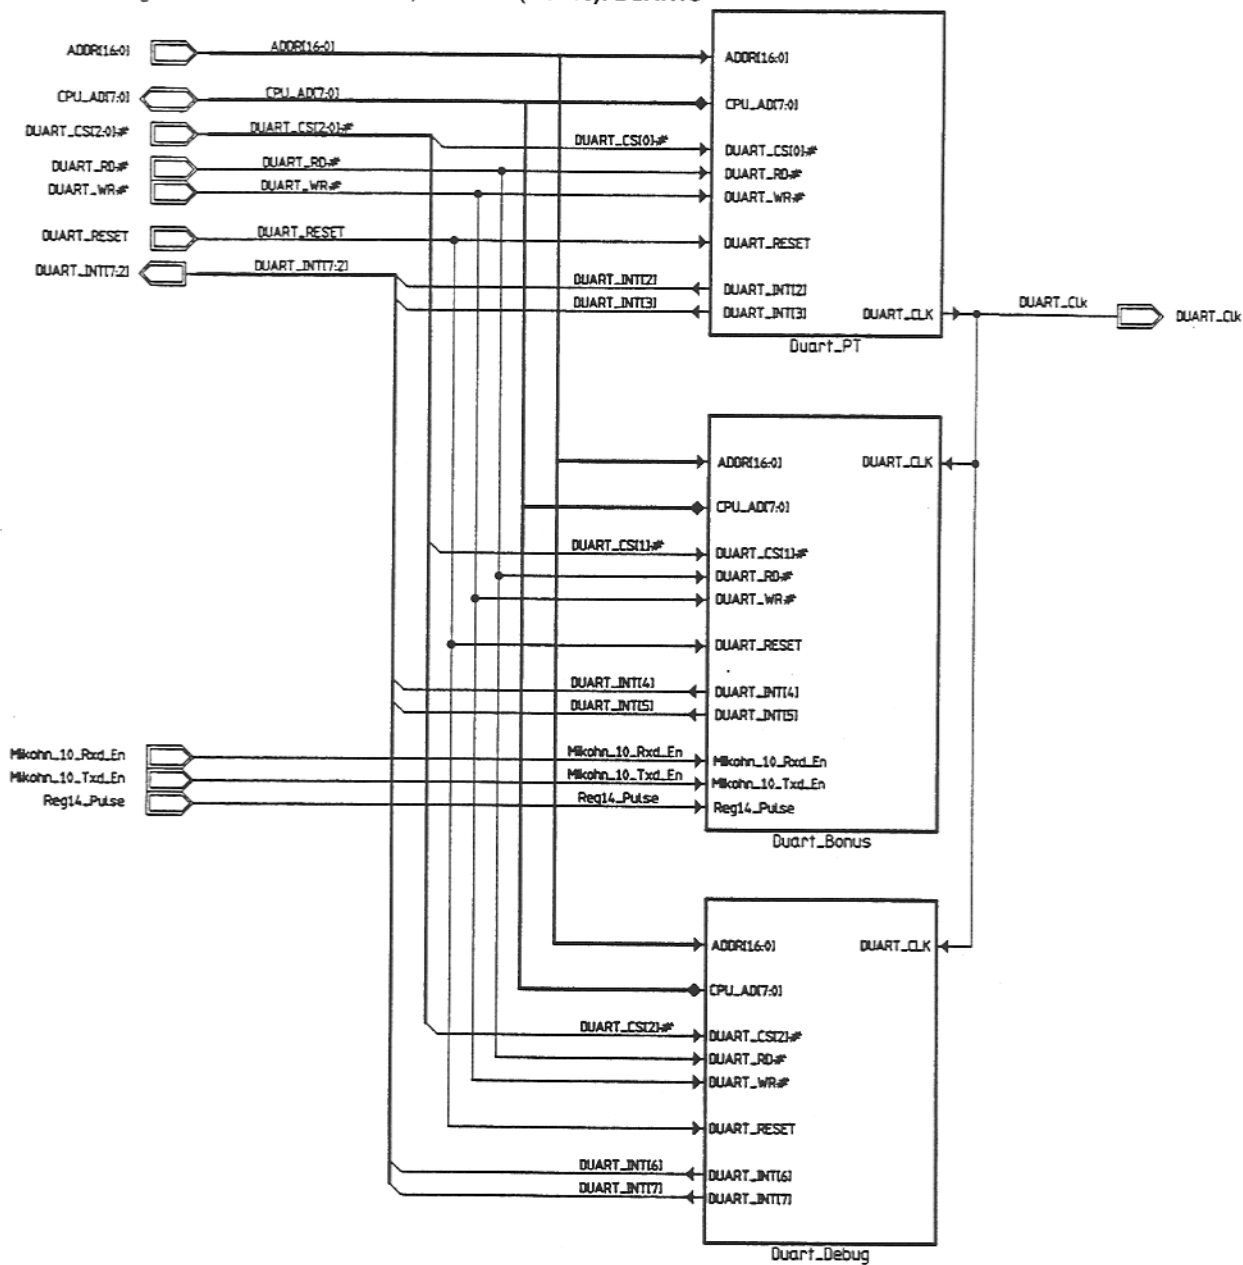 ADDR[16:0] ADDR[16:0] ADDR[16:0]
CPU_AD[7:0] CPU_AD[7:0] CPU_AD[7:0]
DUART_CS[2:0]-# DUART_CS[2:0]-# DUART_CS[0]-# DUART_CS[0]-#
DUART_RD-# DUART_RD-# DUART_RD-#
DUART_WR-# DUART_WR-# DUART_WR-#
DUART_RESET DUART_RESET DUART_RESET
DUART_INT[7:2] DUART_INT[7:2] DUART_INT[2] DUART_INT[2]
DUART_INT[3] DUART_INT[3] DUART_CLK DUART_Clk DUART_Clk
Duart_PT
ADDR[16:0] DUART_CLK
CPU_AD[7:0]
DUART_CS[1]-# DUART_CS[1]-#
DUART_RD-#
DUART_WR-#
DUART_RESET
DUART_INT[4] DUART_INT[4]
DUART_INT[5] DUART_INT[5]
Mikohn_10_Rxd_En Mikohn_10_Rxd_En Mikohn_10_Rxd_En
Mikohn_10_Txd_En Mikohn_10_Txd_En Mikohn_10_Txd_En
Reg14_Pulse Reg14_Pulse Reg14_Pulse
Duart_Bonus
ADDR[16:0] DUART_CLK
CPU_AD[7:0]
DUART_CS[2]-# DUART_CS[2]-#
DUART_RD-#
DUART_WR-#
DUART_RESET
DUART_INT[6] DUART_INT[6]
DUART_INT[7] DUART_INT[7]
Duart_Debug